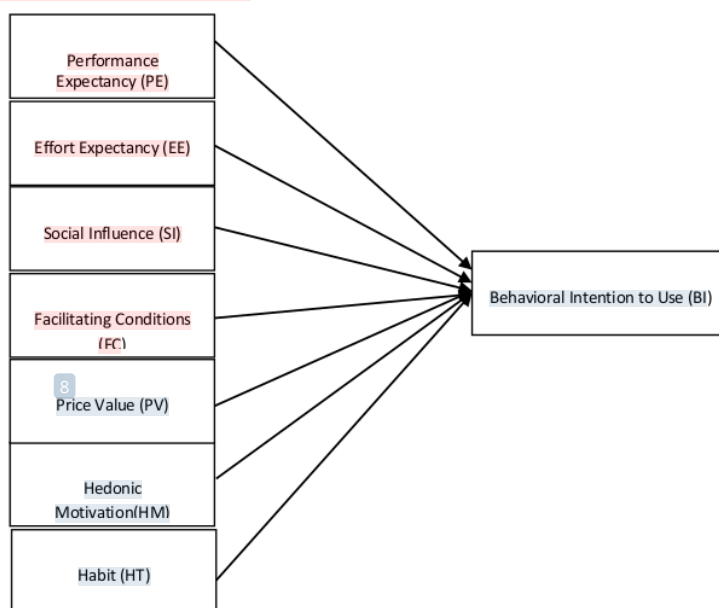 Performance
Expectancy (PE)
Effort Expectancy (EE)
Social Influence (SI)
Facilitating Conditions
(FC)
8
Price Value (PV)
Hedonic
Motivation(HM)
Habit (HT)
Behavioral Intention to Use (BI)